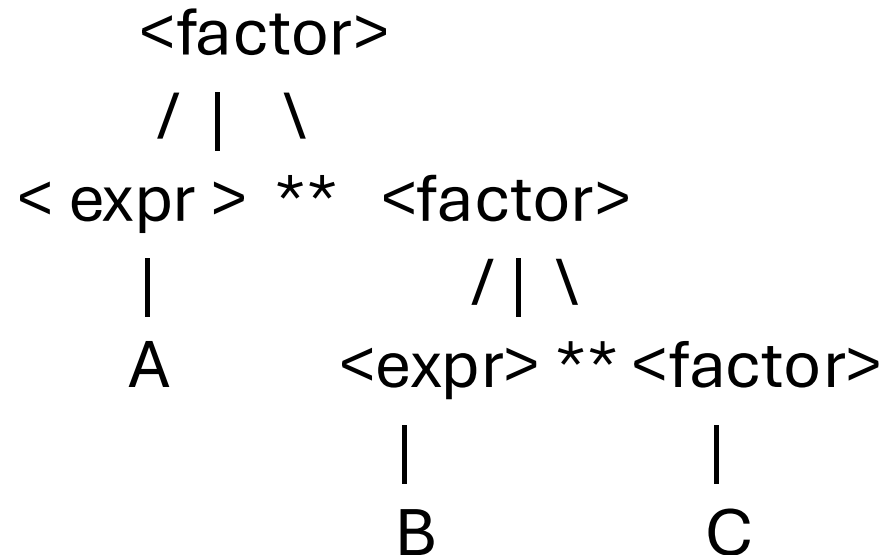 <factor>
/ | \
< expr > ** <factor>
| / | \
A <expr> ** <factor>
| |
B C